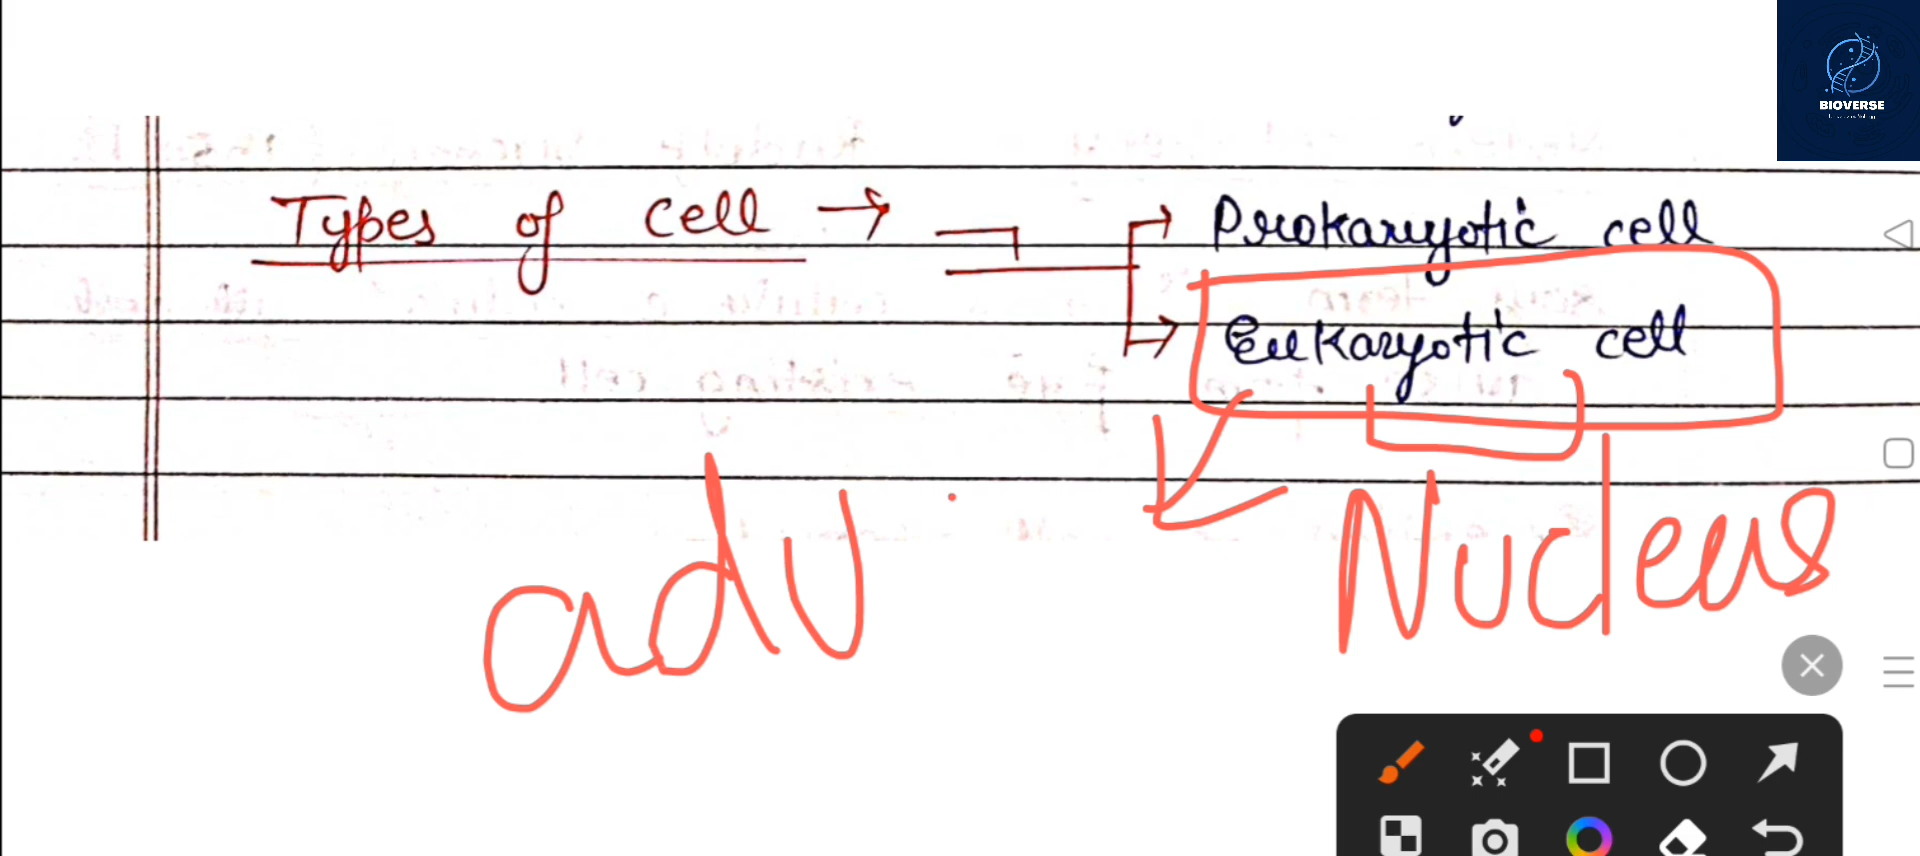 BIOVERSE
Types of cell → Prokaryotic cell
Eukaryotic cell
adv
Nucleus